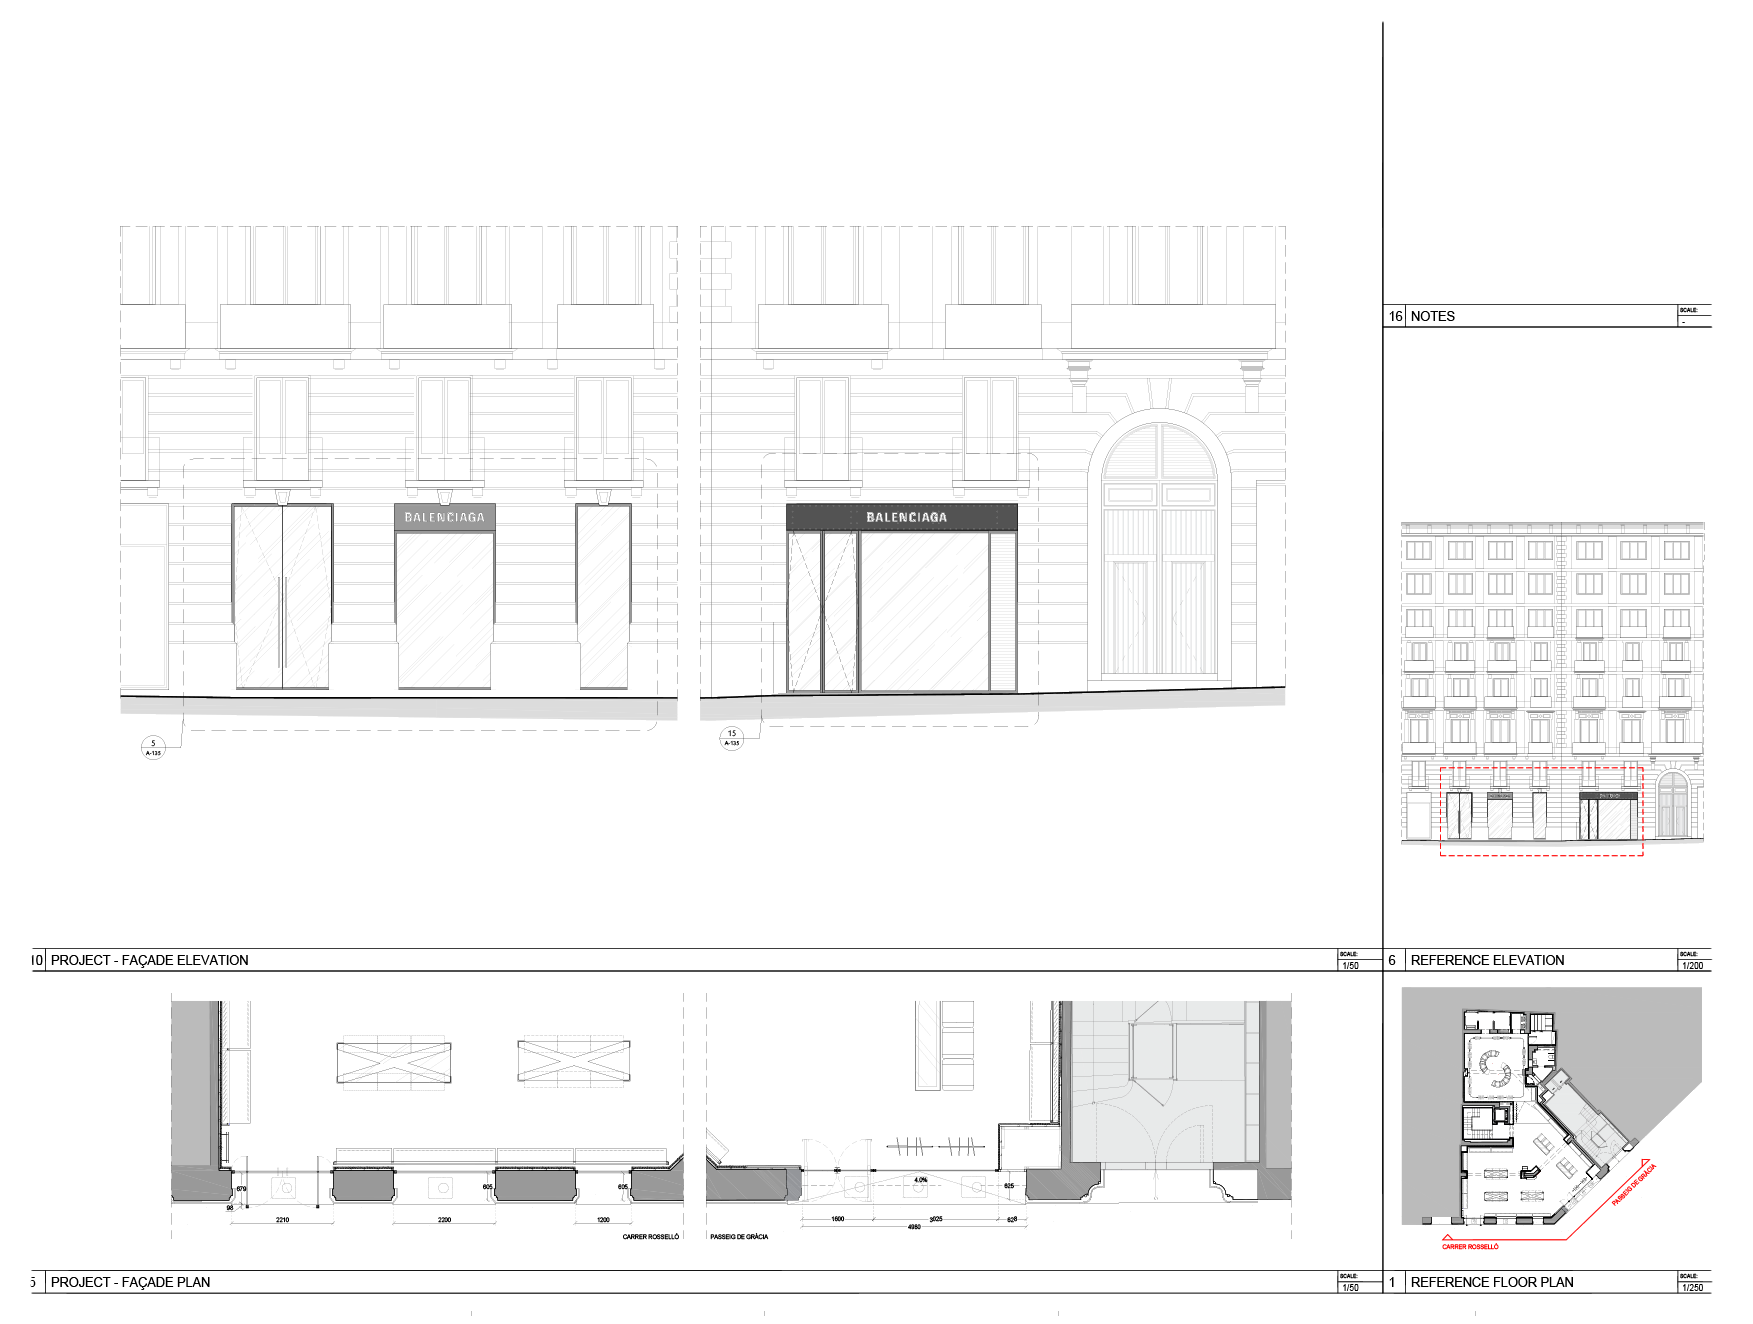 16 NOTES
SCALE:
-
BALENCIAGA
BALENCIAGA
5
A-135
15
A-135
10 PROJECT - FAÇADE ELEVATION
SCALE:
1/50
6 REFERENCE ELEVATION
SCALE:
1/200
4.0%
679
98
605
605
625
2210
2200
1200
1600
3025
628
4980
CARRER ROSSELLÓ
PASSEIG DE GRÀCIA
PASSEIG DE GRÀCIA
CARRER ROSSELLÓ
5 PROJECT - FAÇADE PLAN
SCALE:
1/50
1 REFERENCE FLOOR PLAN
SCALE:
1/250